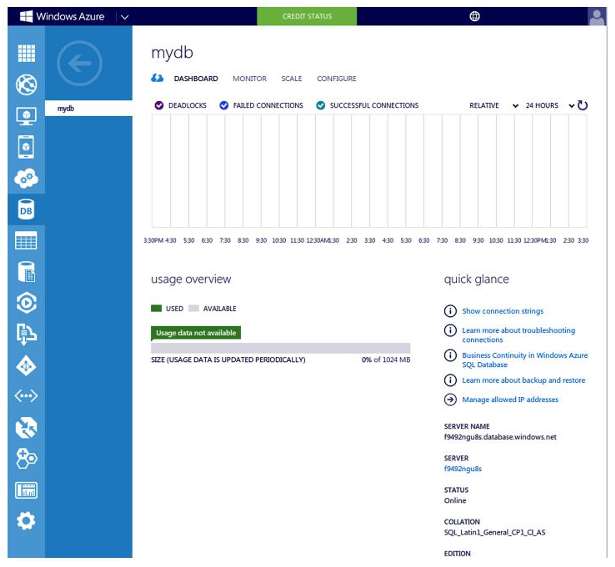 Windows Azure
CREDIT STATUS
mydb
mydb
DASHBOARD MONITOR SCALE CONFIGURE
DEADLOCKS FAILED CONNECTIONS SUCCESSFUL CONNECTIONS RELATIVE 24 HOURS
3:30PM 4:30 5:30 6:30 7:30 8:30 9:30 10:30 11:30 12:30AM1:30 2:30 3:30 4:30 5:30 6:30 7:30 8:30 9:30 10:30 11:30 12:30PM1:30 2:30 3:30
DB
usage overview
USED AVAILABLE
Usage data not available
SIZE (USAGE DATA IS UPDATED PERIODICALLY) 0% of 1024 MB
quick glance
Show connection strings
Learn more about troubleshooting
connections
Business Continuity in Windows Azure
SQL Database
Learn more about backup and restore
Manage allowed IP addresses
SERVER NAME
f9492ngu8s.database.windows.net
SERVER
f9492ngu8s
STATUS
Online
COLLATION
SQL_Latin1_General_CP1_CI_AS
EDITION